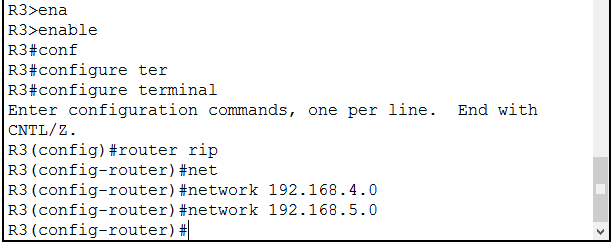 R3>ena
R3>enable
R3#conf
R3#configure ter
R3#configure terminal
Enter configuration commands, one per line.  End with
CNTL/Z.
R3(config)#router rip
R3(config-router)#net
R3(config-router)#network 192.168.4.0
R3(config-router)#network 192.168.5.0
R3(config-router)#